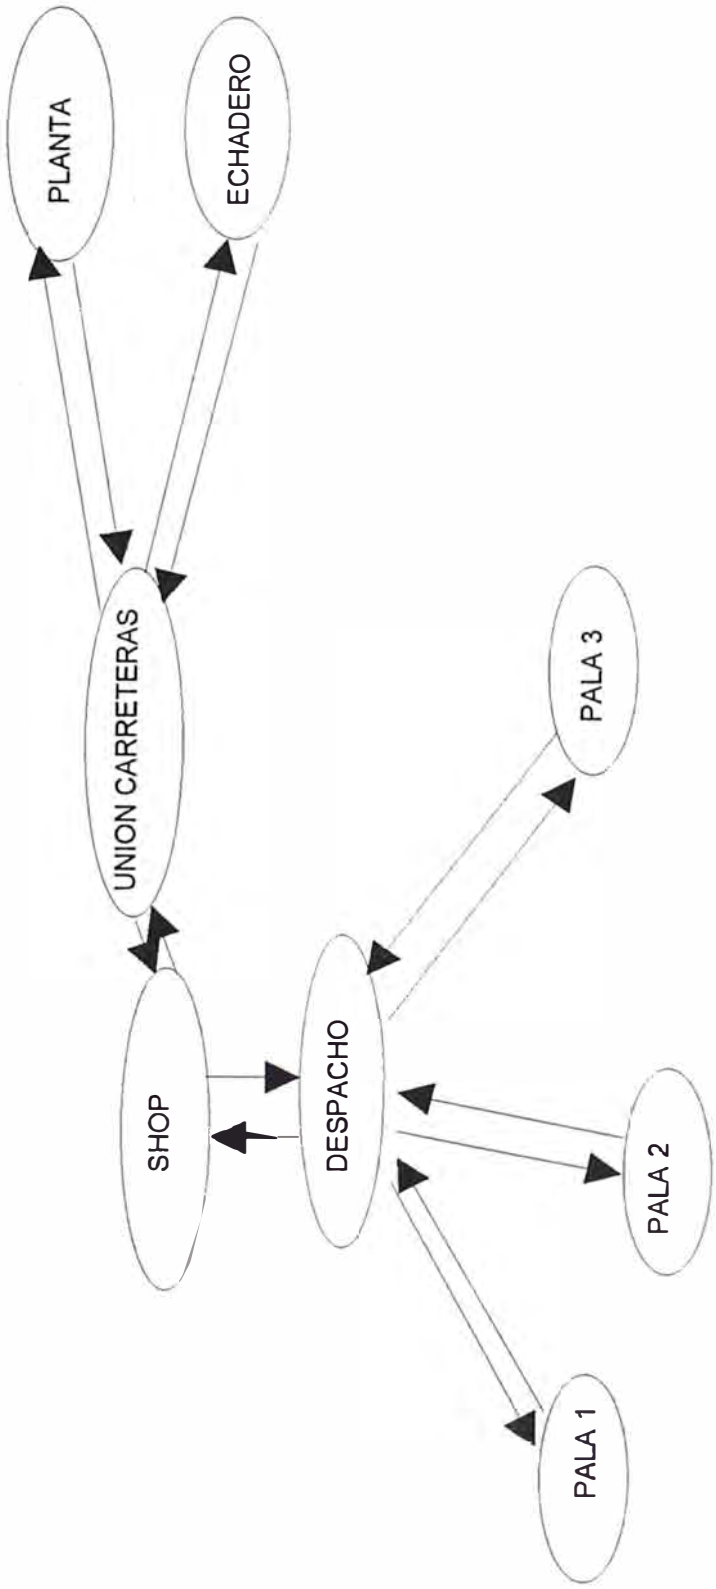 PLANTA
ECHADERO
UNION CARRETERAS
SHOP
DESPACHO
PALA 3
PALA 2
PALA 1